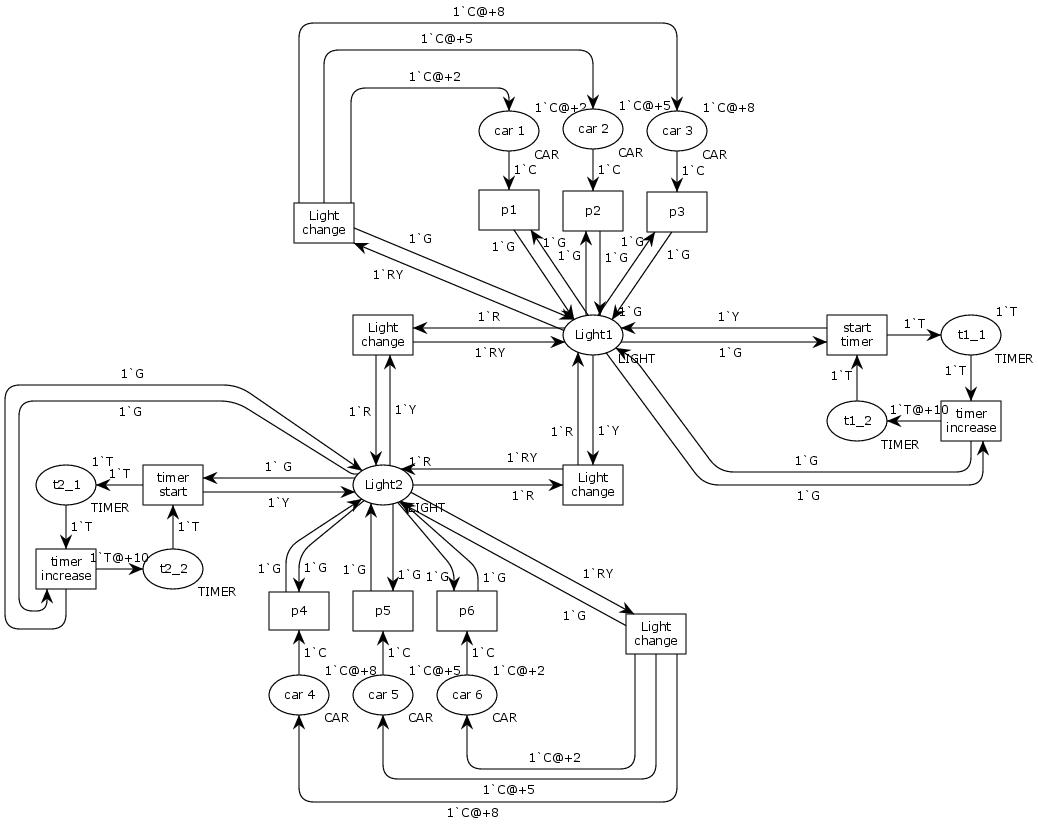 1`C@+8
1`C@+5
1`C@+2
1`C@+2
1`C@+5
1`C@+8
car 1
car 2
car 3
CAR
CAR
CAR
1`C
1`C
1`C
p1
p2
p3
Light
change
1`G
1`RY
1`G
1`G
1`G
1`G
1`G
1`G
1`G
Light1
LIGHT
Light
change
1`R
1`RY
1`Y
1`G
start
timer
1`T
1`T
t1_1
TIMER
1`T
1`T
t1_2
TIMER
1`T@+10
timer
increase
1`G
1`G
1`G
1`G
1`R
1`Y
1`R
1`Y
1`R
Light2
LIGHT
1`RY
1`R
Light
change
1`T
t2_1
TIMER
1`T
timer
start
1` G
1`Y
1`T
1`T
timer
increase
1`T@+10
t2_2
TIMER
1`G
1`G
1`G
1`G
1`G
1`G
p4
p5
p6
1`RY
1`G
Light
change
1`C
1`C
1`C
1`C@+8
1`C@+5
1`C@+2
car 4
car 5
car 6
CAR
CAR
CAR
1`C@+2
1`C@+5
1`C@+8